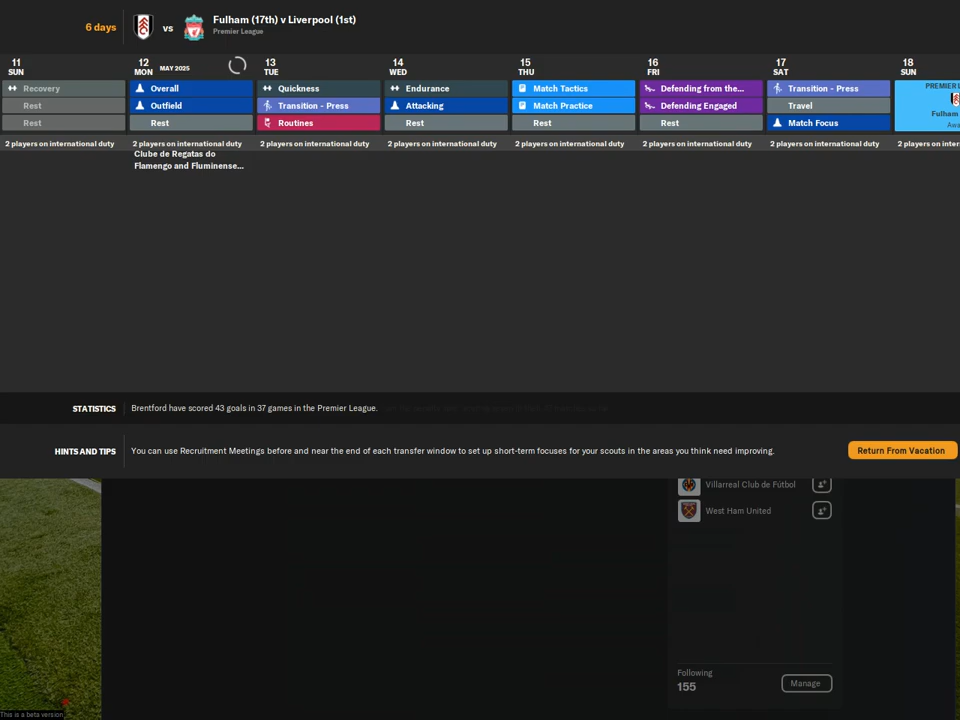 6 days
vs
Fulham (17th) v Liverpool (1st)
Premier League
11
SUN
12
MON MAY 2025
13
TUE
14
WED
15
THU
16
FRI
17
SAT
18
SUN
Recovery
Overall
Quickness
Endurance
Match Tactics
Defending from the...
Transition - Press
PREMIER L
Rest
Outfield
Transition - Press
Attacking
Match Practice
Defending Engaged
Travel
Fulham
Rest
Rest
Routines
Rest
Rest
Rest
Match Focus
Awa
2 players on international duty
2 players on international duty
2 players on international duty
2 players on international duty
2 players on international duty
2 players on international duty
2 players on international duty
2 players on intern
Clube de Regatas do
Flamengo and Fluminense...
STATISTICS
Brentford have scored 43 goals in 37 games in the Premier League.
HINTS AND TIPS
You can use Recruitment Meetings before and near the end of each transfer window to set up short-term focuses for your scouts in the areas you think need improving.
Return From Vacation
Villarreal Club de Fútbol
West Ham United
Following
155
Manage
This is a beta version